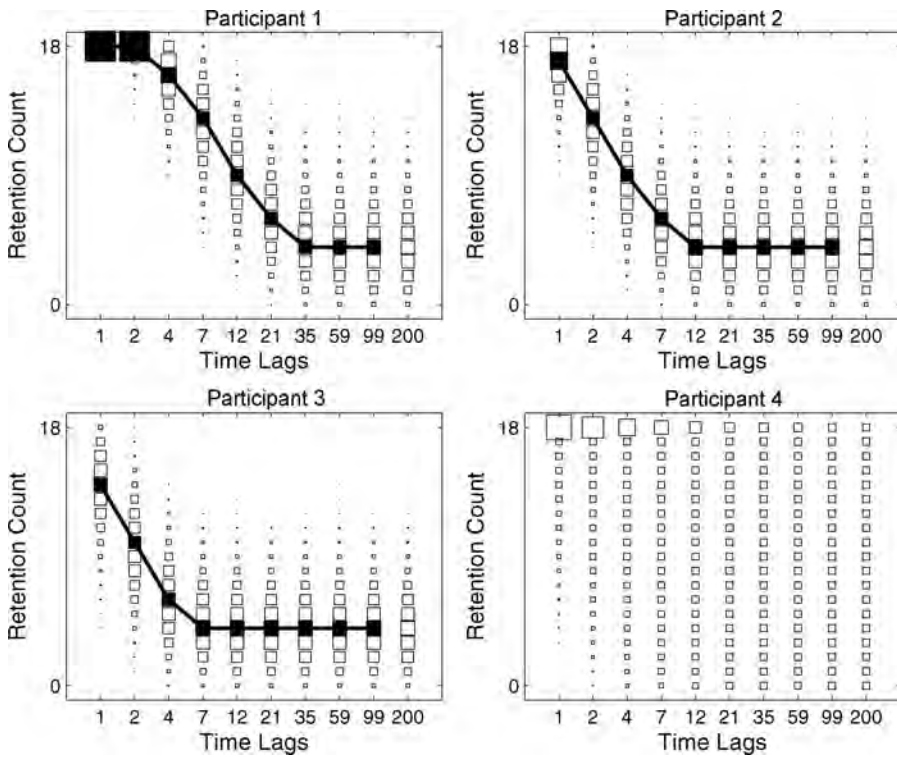 Participant 1
18
Retention Count
0
1 2 4 7 12 21 35 59 99 200
Time Lags
Participant 2
18
Retention Count
0
1 2 4 7 12 21 35 59 99 200
Time Lags
Participant 3
18
Retention Count
0
1 2 4 7 12 21 35 59 99 200
Time Lags
Participant 4
18
Retention Count
0
1 2 4 7 12 21 35 59 99 200
Time Lags